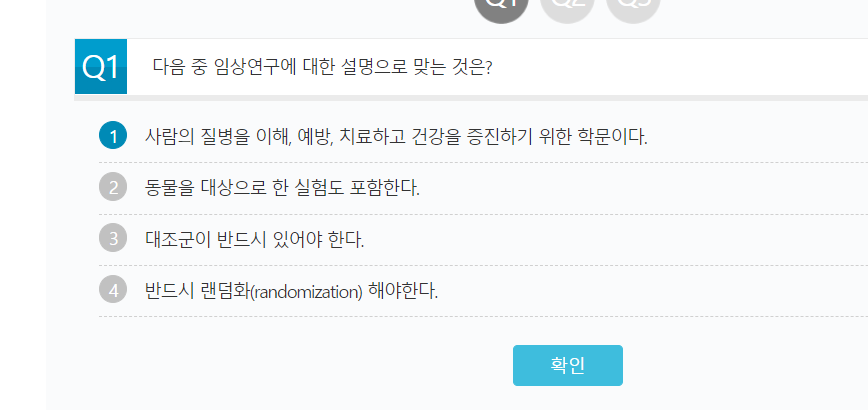 Q1 Q2 Q3
Q1 다음 중 임상연구에 대한 설명으로 맞는 것은?
1 사람의 질병을 이해, 예방, 치료하고 건강을 증진하기 위한 학문이다.
2 동물을 대상으로 한 실험도 포함한다.
3 대조군이 반드시 있어야 한다.
4 반드시 랜덤화(randomization) 해야한다.
확인